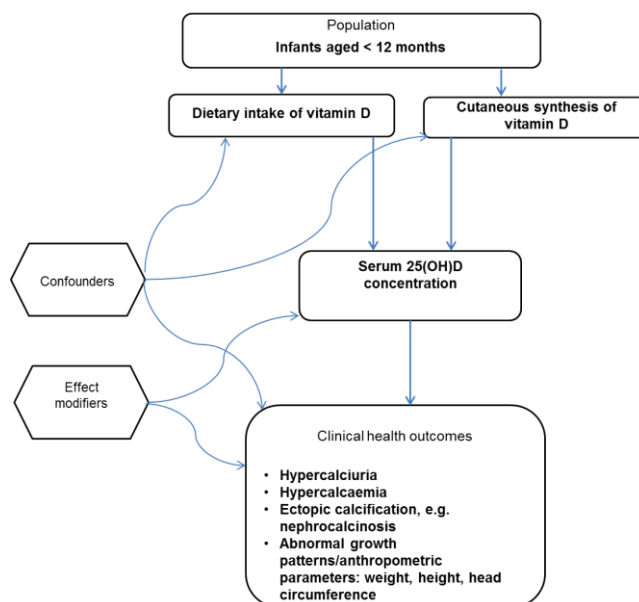 Population
Infants aged < 12 months
Dietary intake of vitamin D
Cutaneous synthesis of
vitamin D
Confounders
Serum 25(OH)D
concentration
Effect
modifiers
Clinical health outcomes
• Hypercalciuria
• Hypercalcaemia
• Ectopic calcification, e.g.
nephrocalcinosis
• Abnormal growth
patterns/anthropometric
parameters: weight, height, head
circumference